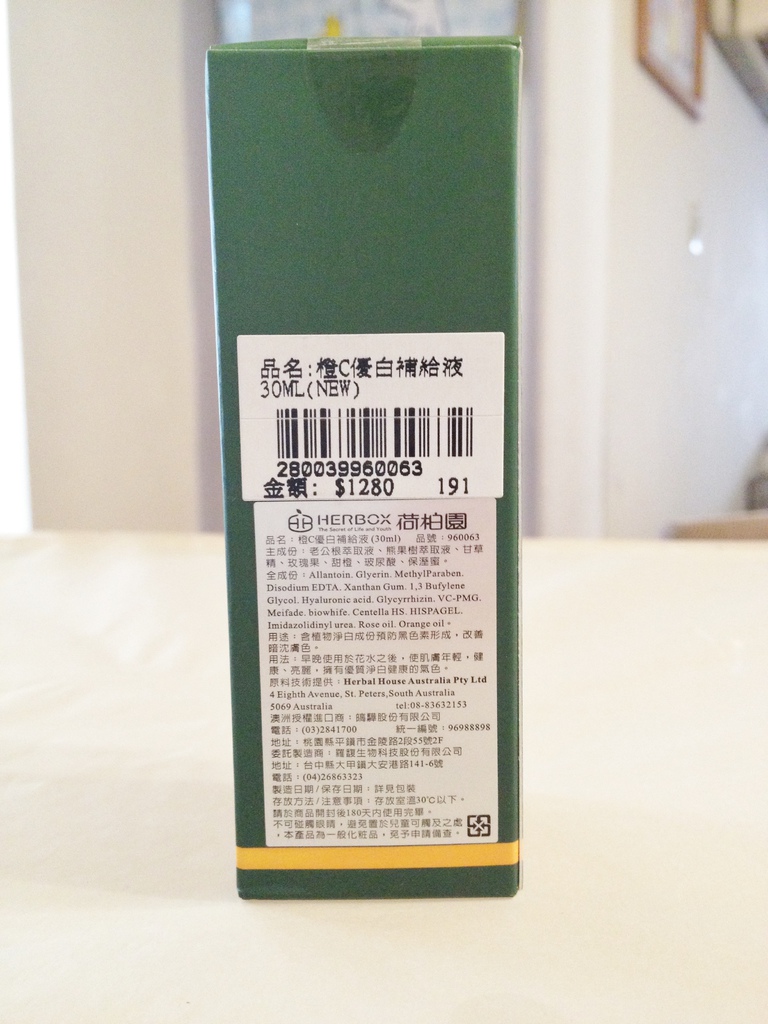 品名:橙C優白補給液
30ML(NEW)
280039960063
金額: $1280 191
HERBOX 荷柏園
The Secret of Life and Youth
品名：橙C優白補給液 (30ml) 品號：960063
主成份：老公根萃取液、熊果樹萃取液、甘草
精、玫瑰果、甜橙、玻尿酸、保溼蜜。
全成份：Allantoin. Glyerin. MethylParaben.
Disodium EDTA. Xanthan Gum. 1,3 Bufylene
Glycol. Hyaluronic acid. Glycyrrhizin. VC-PMG.
Meifade. biowhife. Centella HS. HISPAGEL.
Imidazolidinyl urea. Rose oil. Orange oil。
用途：含植物淨白成份預防黑色素形成，改善
暗沈膚色。
用法：早晚使用於花水之後，使肌膚年輕，健
康、亮麗，擁有優質淨白健康的氣色。
原料技術提供：Herbal House Australia Pty Ltd
4 Eighth Avenue, St. Peters,South Australia
5069 Australia tel:08-83632153
澳洲授權進口商：鴻驊股份有限公司
電話：(03)2841700 統一編號：96988898
地址：桃園縣平鎮市金陵路2段55號2F
委託製造商：羅馥生物科技股份有限公司
地址：台中縣大甲鎮大安港路141-6號
電話：(04)26863323
製造日期/保存日期：詳見包裝
存放方法/注意事項：存放室溫30℃以下。
請於商品開封後180天內使用完畢。
不可碰觸眼睛，避免置於兒童可觸及之處
，本產品為一般化粧品，免予申請備查。